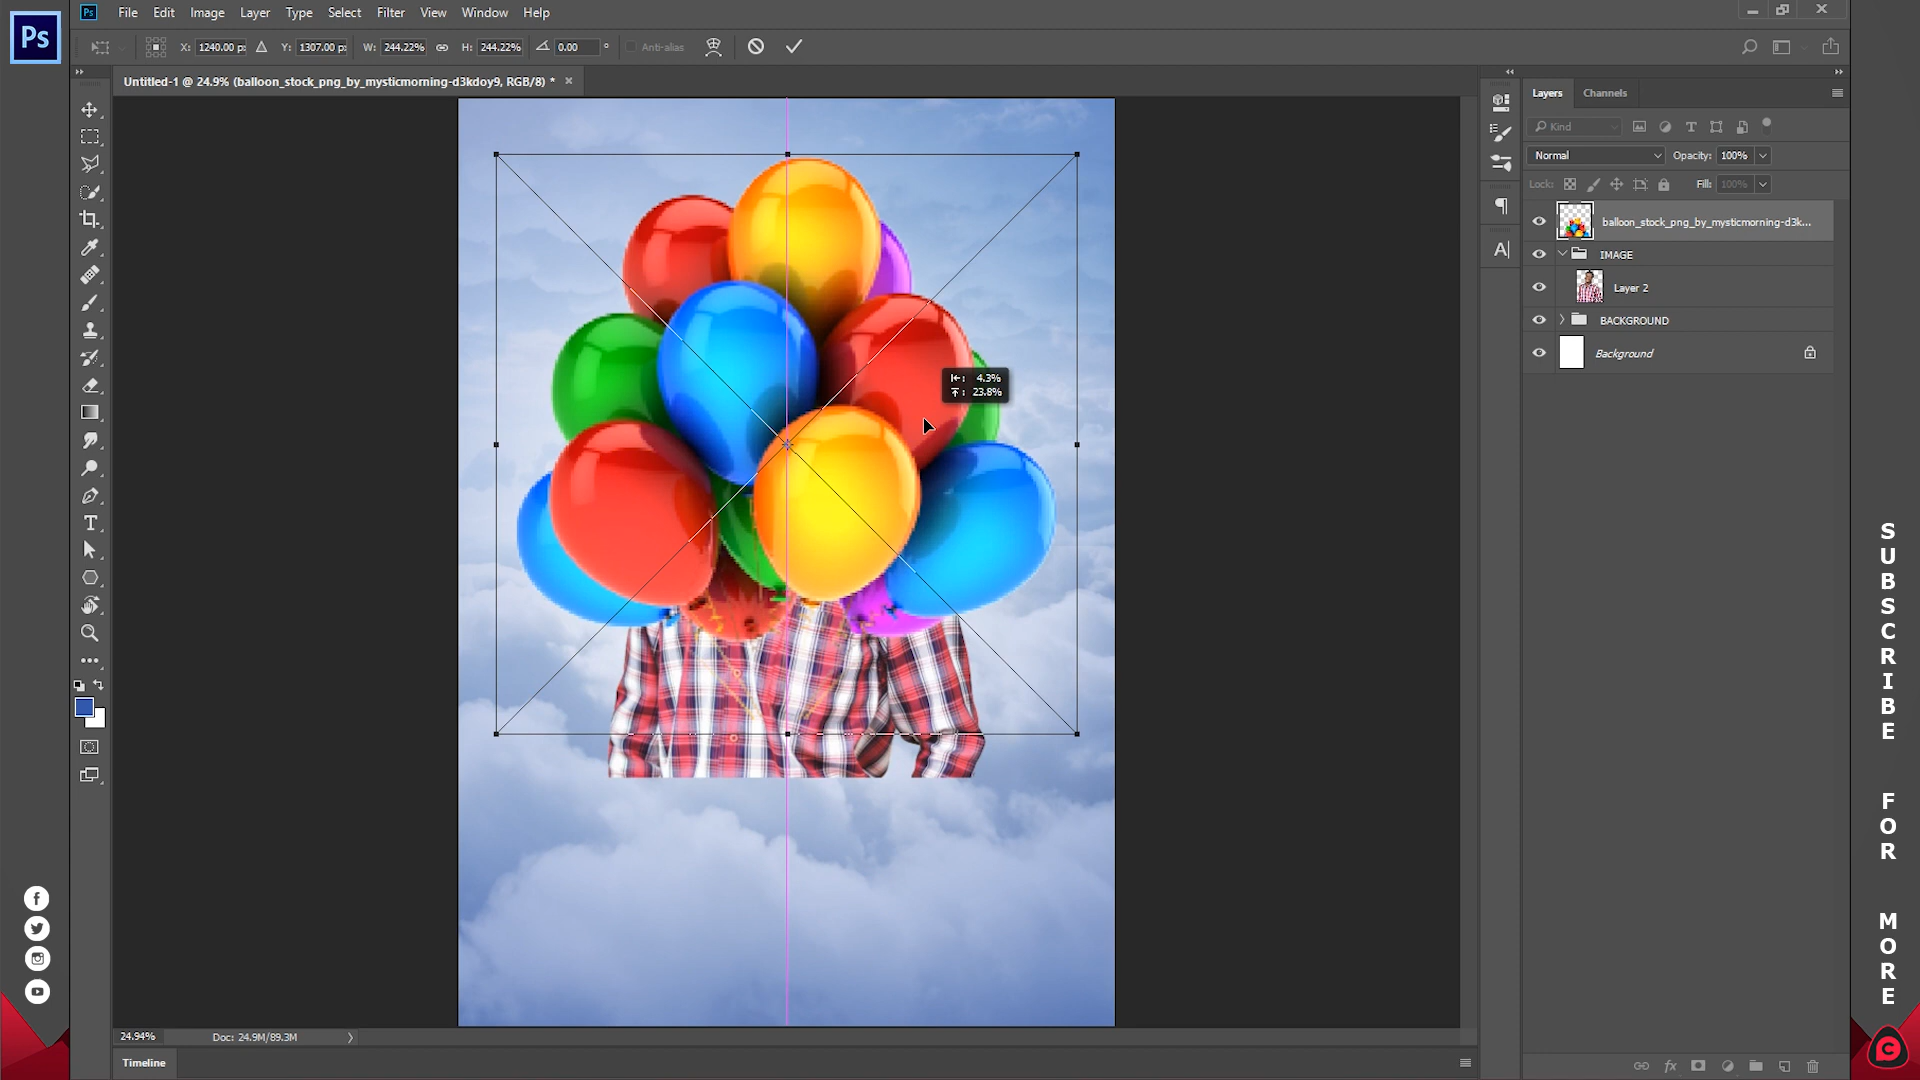 Ps
Ps File Edit Image Layer Type Select Filter View Window Help
X: 1240.00 p: Y: 1307.00 p: W: 244.22% H: 244.22% 0.00 ° Anti-alias
Untitled-1 @ 24.9% (balloon_stock_png_by_mysticmorning-d3kdoy9, RGB/8) * ×
Layers Channels
Kind
Normal Opacity: 100%
Lock: Fill: 100%
balloon_stock_png_by_mysticmorning-d3k...
IMAGE
Layer 2
BACKGROUND
Background
4.3%
23.8%
24.94% Doc: 24.9M/89.3M
Timeline
SUBSCRIBE
FOR
MORE